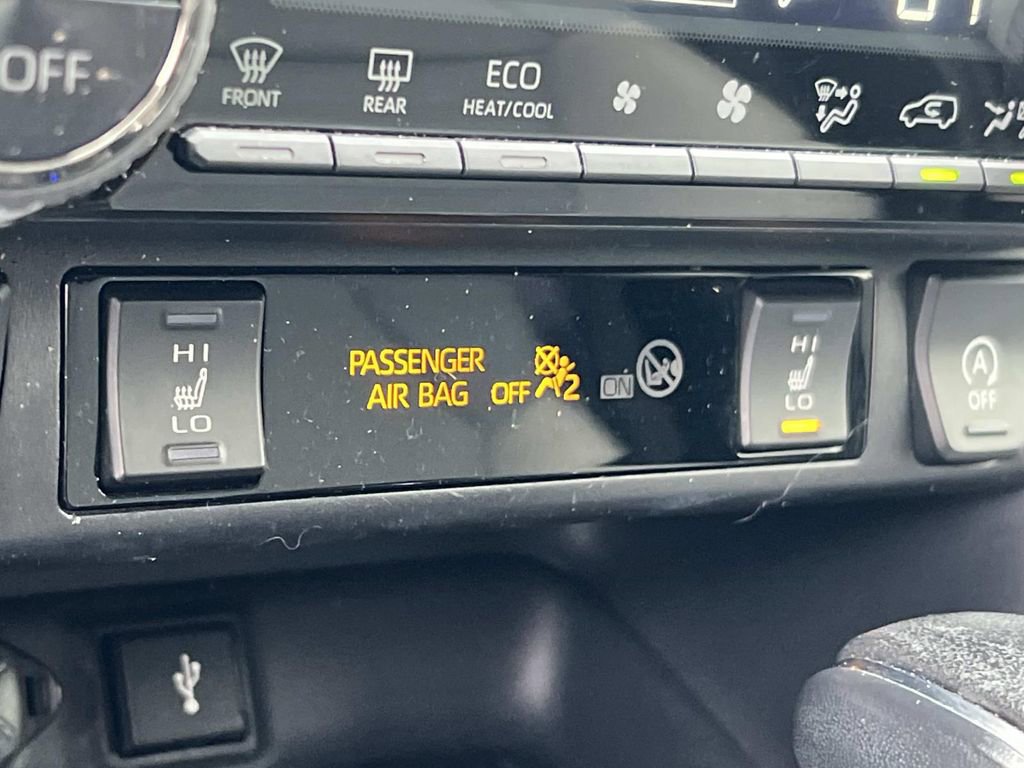 OFF
FRONT
REAR
ECO
HEAT/COOL
HI
LO
PASSENGER
AIR BAG OFF 2
ON
HI
LO
A
OFF